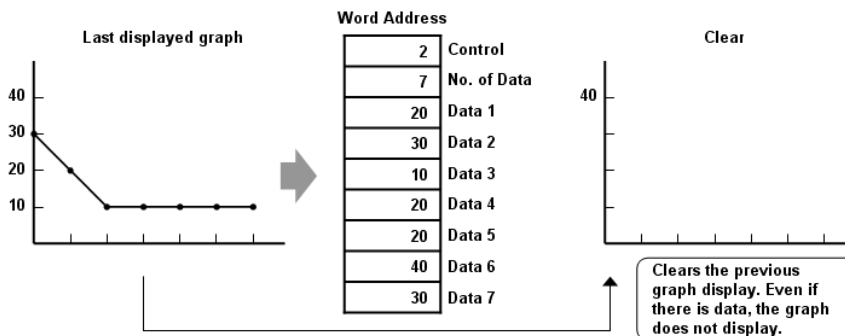 Last displayed graph
40
30
20
10
Word Address
2 Control
7 No. of Data
20 Data 1
30 Data 2
10 Data 3
20 Data 4
20 Data 5
40 Data 6
30 Data 7
Clear
40
Clears the previous
graph display. Even if
there is data, the graph
does not display.